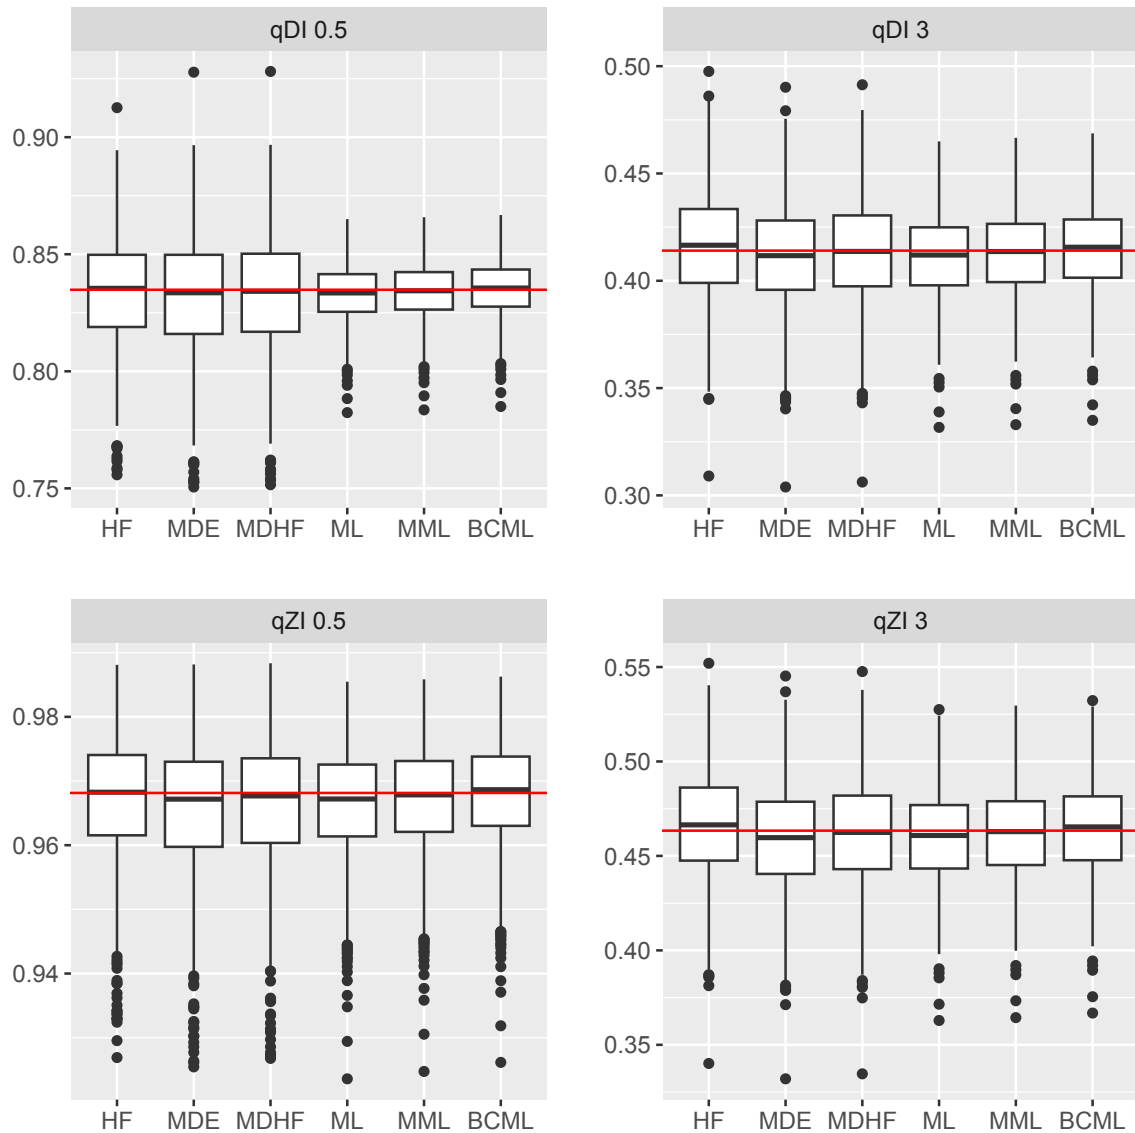 qDI 0.5
qDI 3
0.90
0.85
0.80
0.75
0.50
0.45
0.40
0.35
0.30
HF MDE MDHF ML MML BCML
HF MDE MDHF ML MML BCML
qZI 0.5
qZI 3
0.98
0.96
0.94
0.55
0.50
0.45
0.40
0.35
HF MDE MDHF ML MML BCML
HF MDE MDHF ML MML BCML